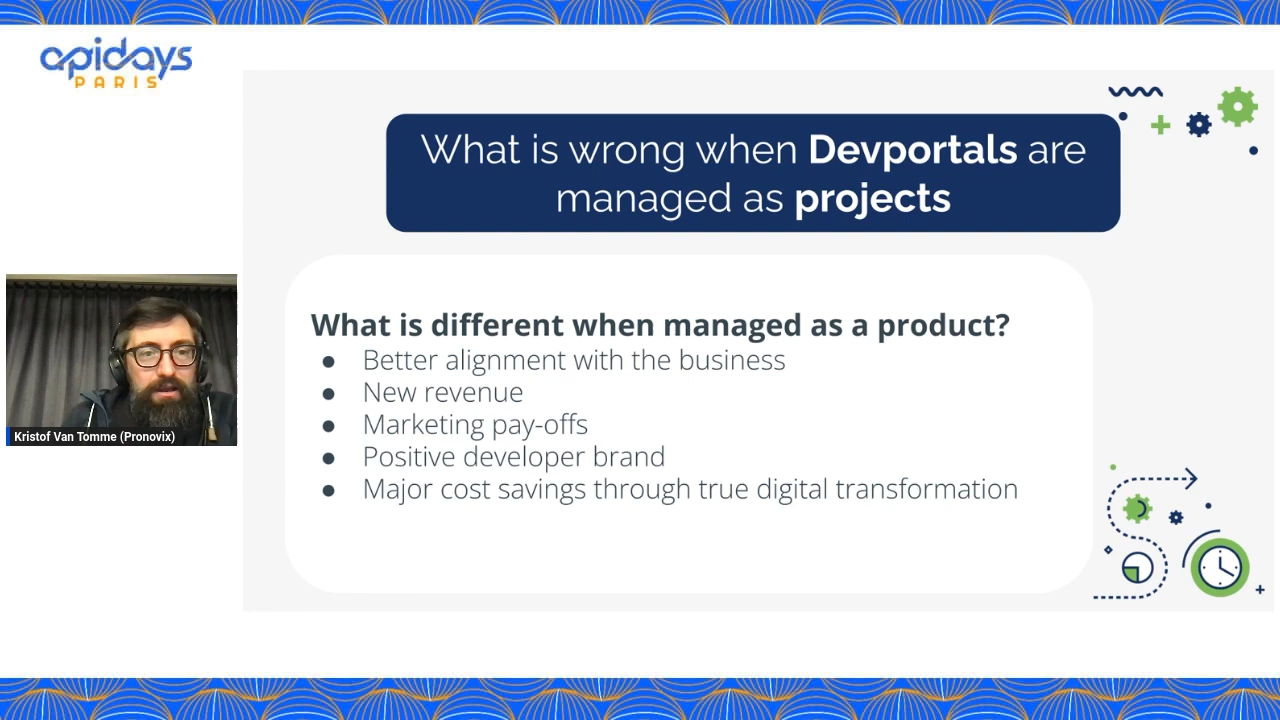 apidays
PARIS
What is wrong when Devportals are
managed as projects
What is different when managed as a product?
● Better alignment with the business
● New revenue
● Marketing pay-offs
● Positive developer brand
● Major cost savings through true digital transformation
Kristof Van Tomme (Pronovix)